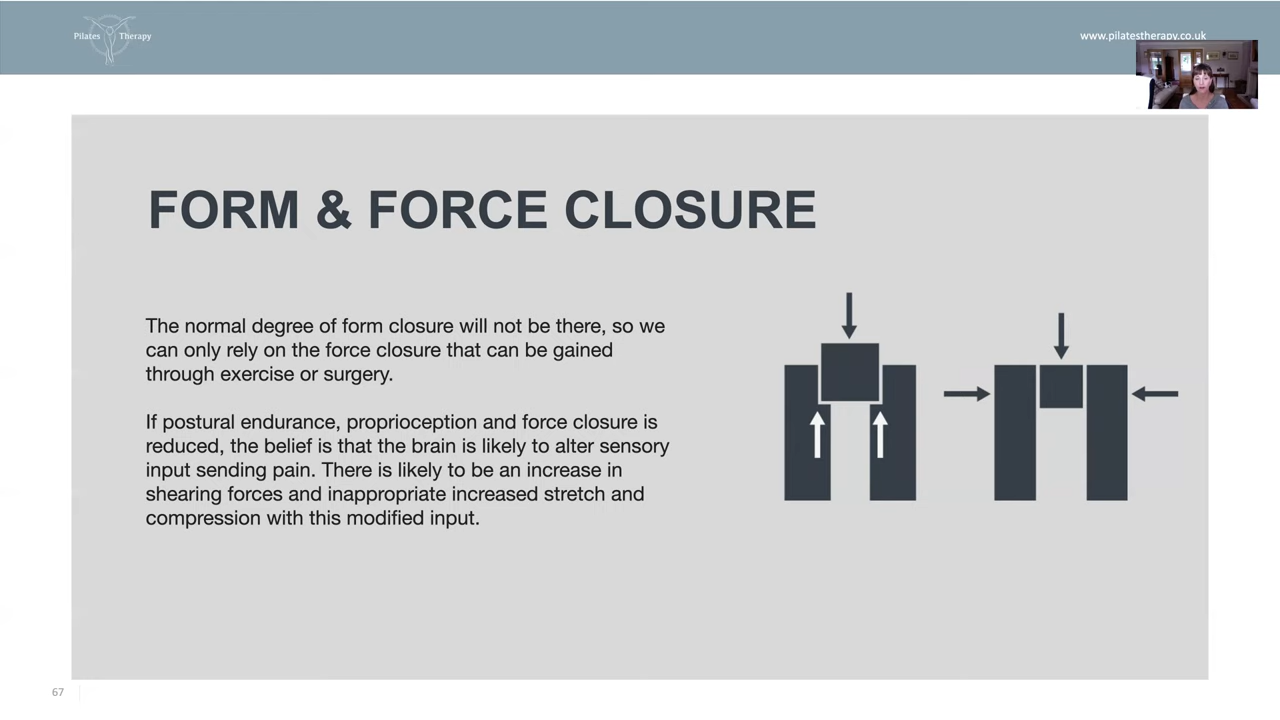 Pilates Therapy
www.pilatestherapy.co.uk
FORM & FORCE CLOSURE
The normal degree of form closure will not be there, so we
can only rely on the force closure that can be gained
through exercise or surgery.
If postural endurance, proprioception and force closure is
reduced, the belief is that the brain is likely to alter sensory
input sending pain. There is likely to be an increase in
shearing forces and inappropriate increased stretch and
compression with this modified input.
67